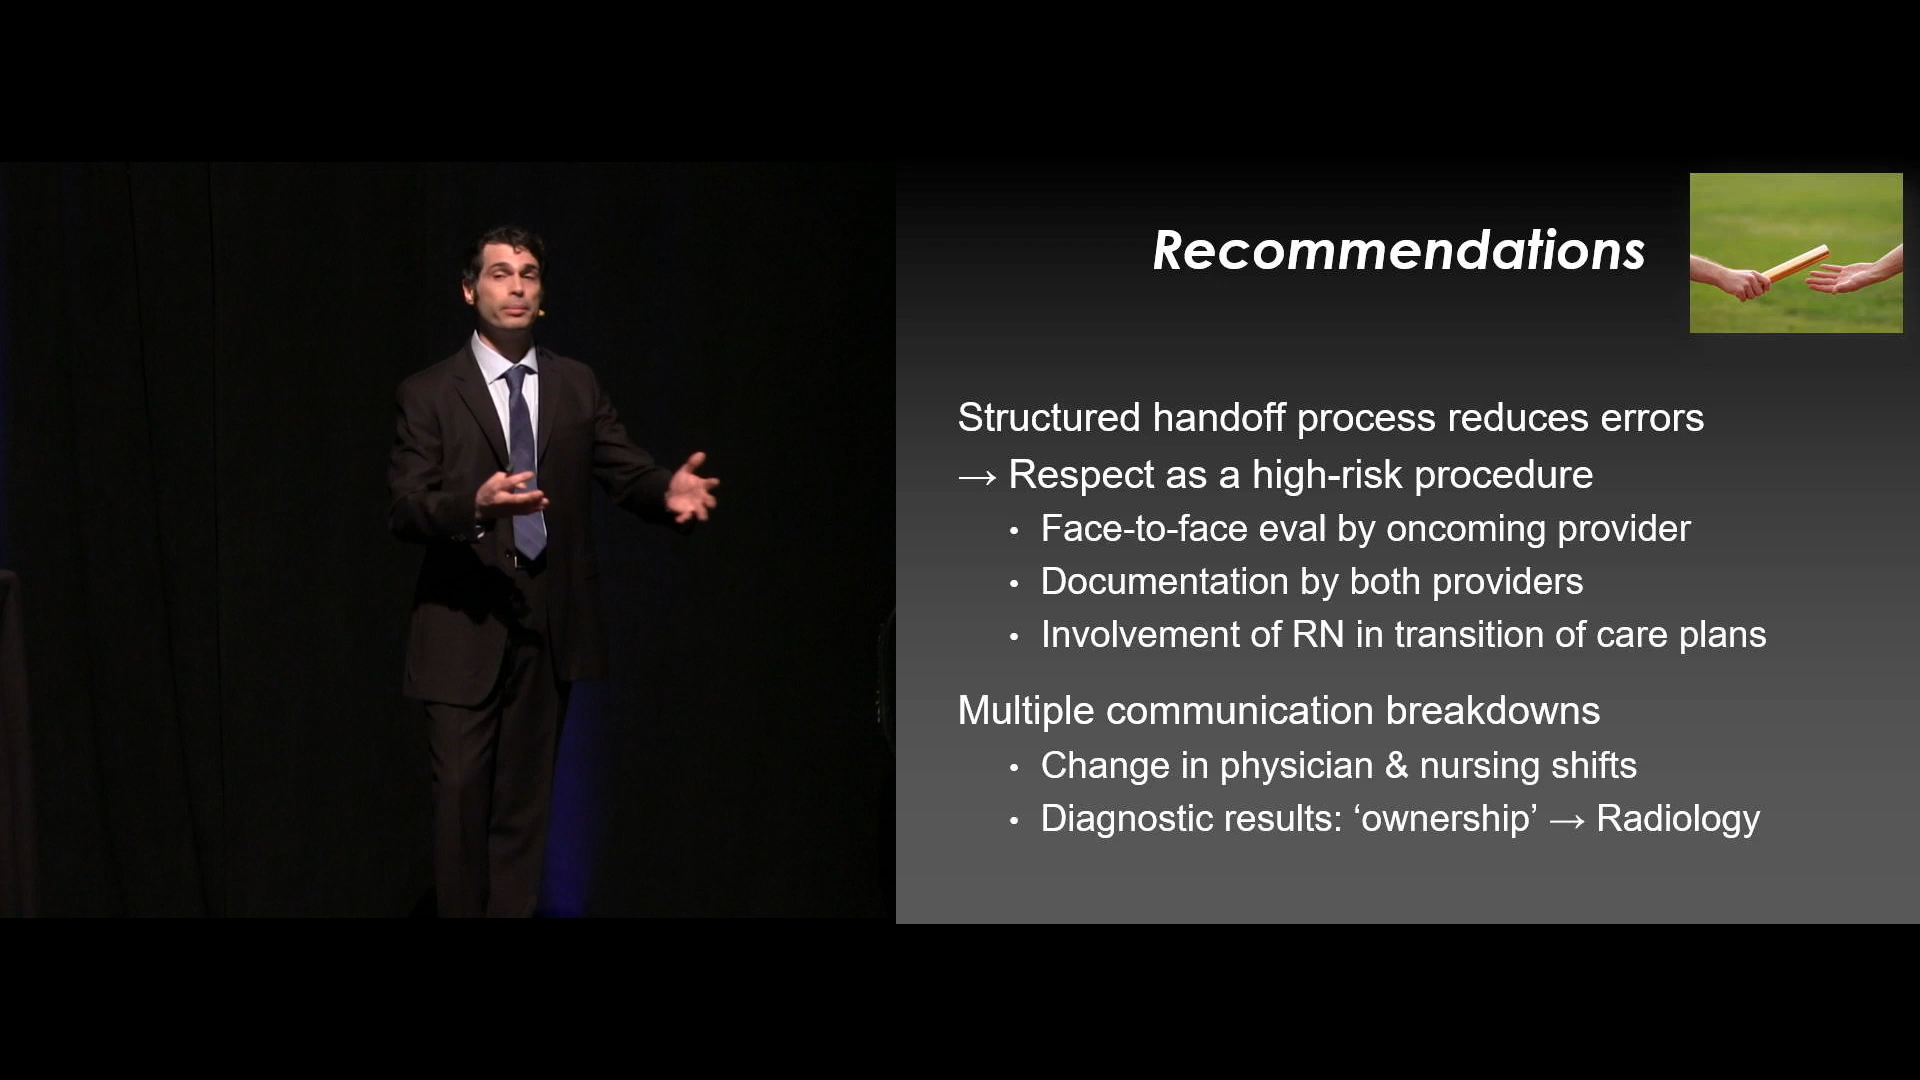 Recommendations
Structured handoff process reduces errors
→ Respect as a high-risk procedure
• Face-to-face eval by oncoming provider
• Documentation by both providers
• Involvement of RN in transition of care plans
Multiple communication breakdowns
• Change in physician & nursing shifts
• Diagnostic results: ‘ownership’ → Radiology